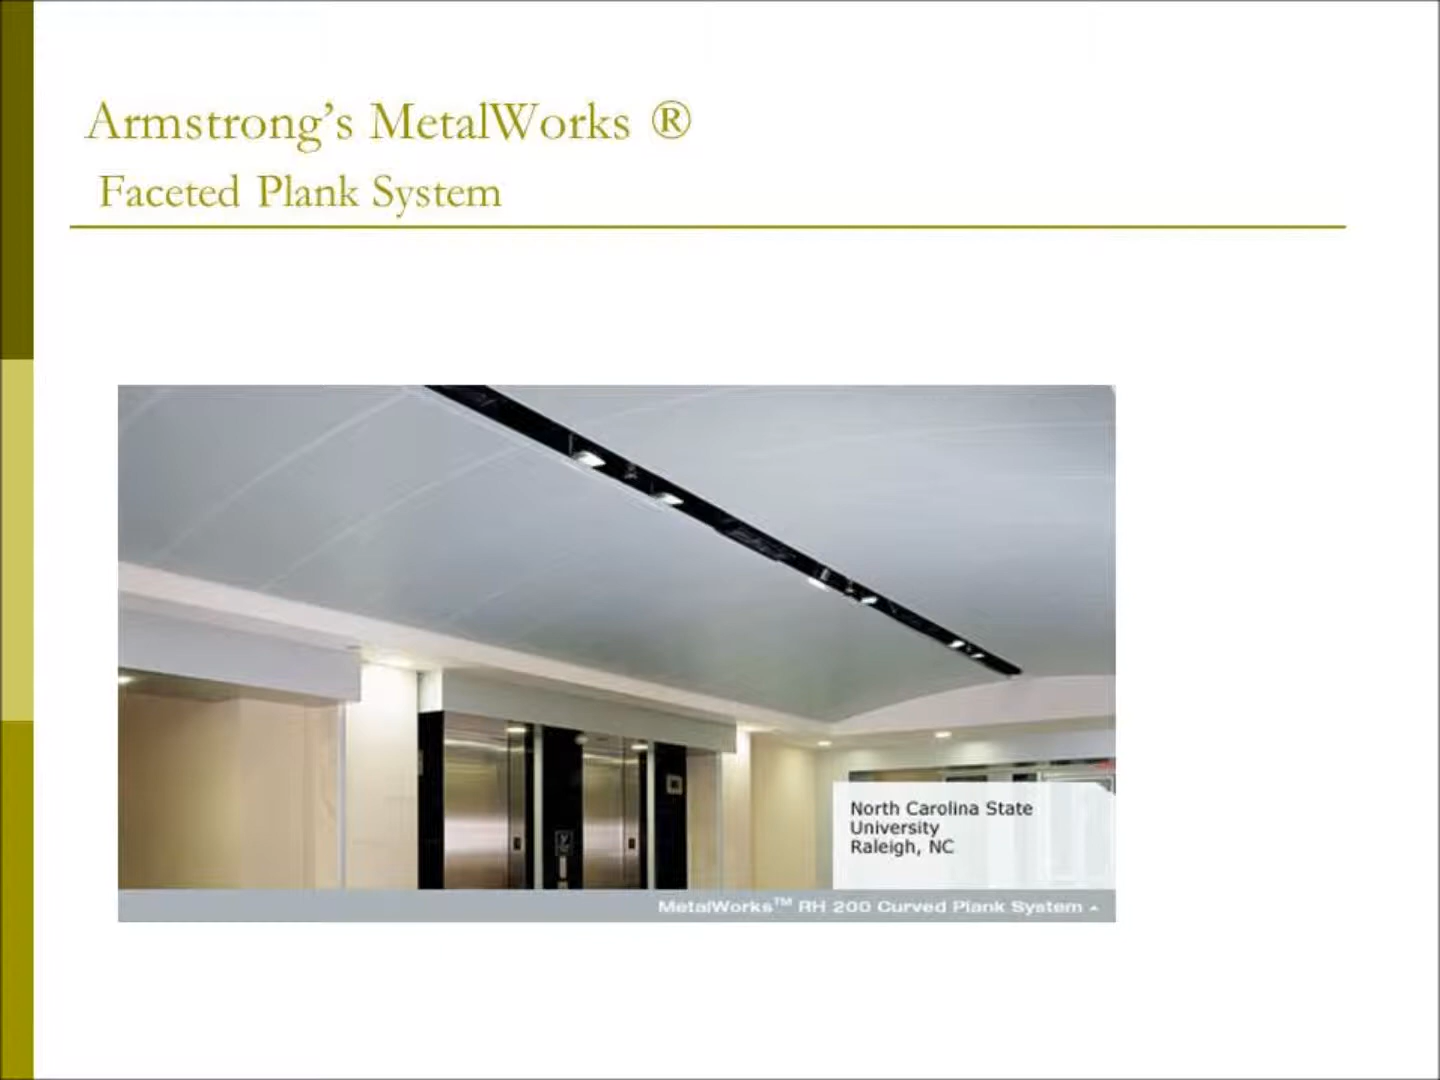 Armstrong's MetalWorks ®
Faceted Plank System
North Carolina State
University
Raleigh, NC
MetalWorks™ RH 200 Curved Plank System